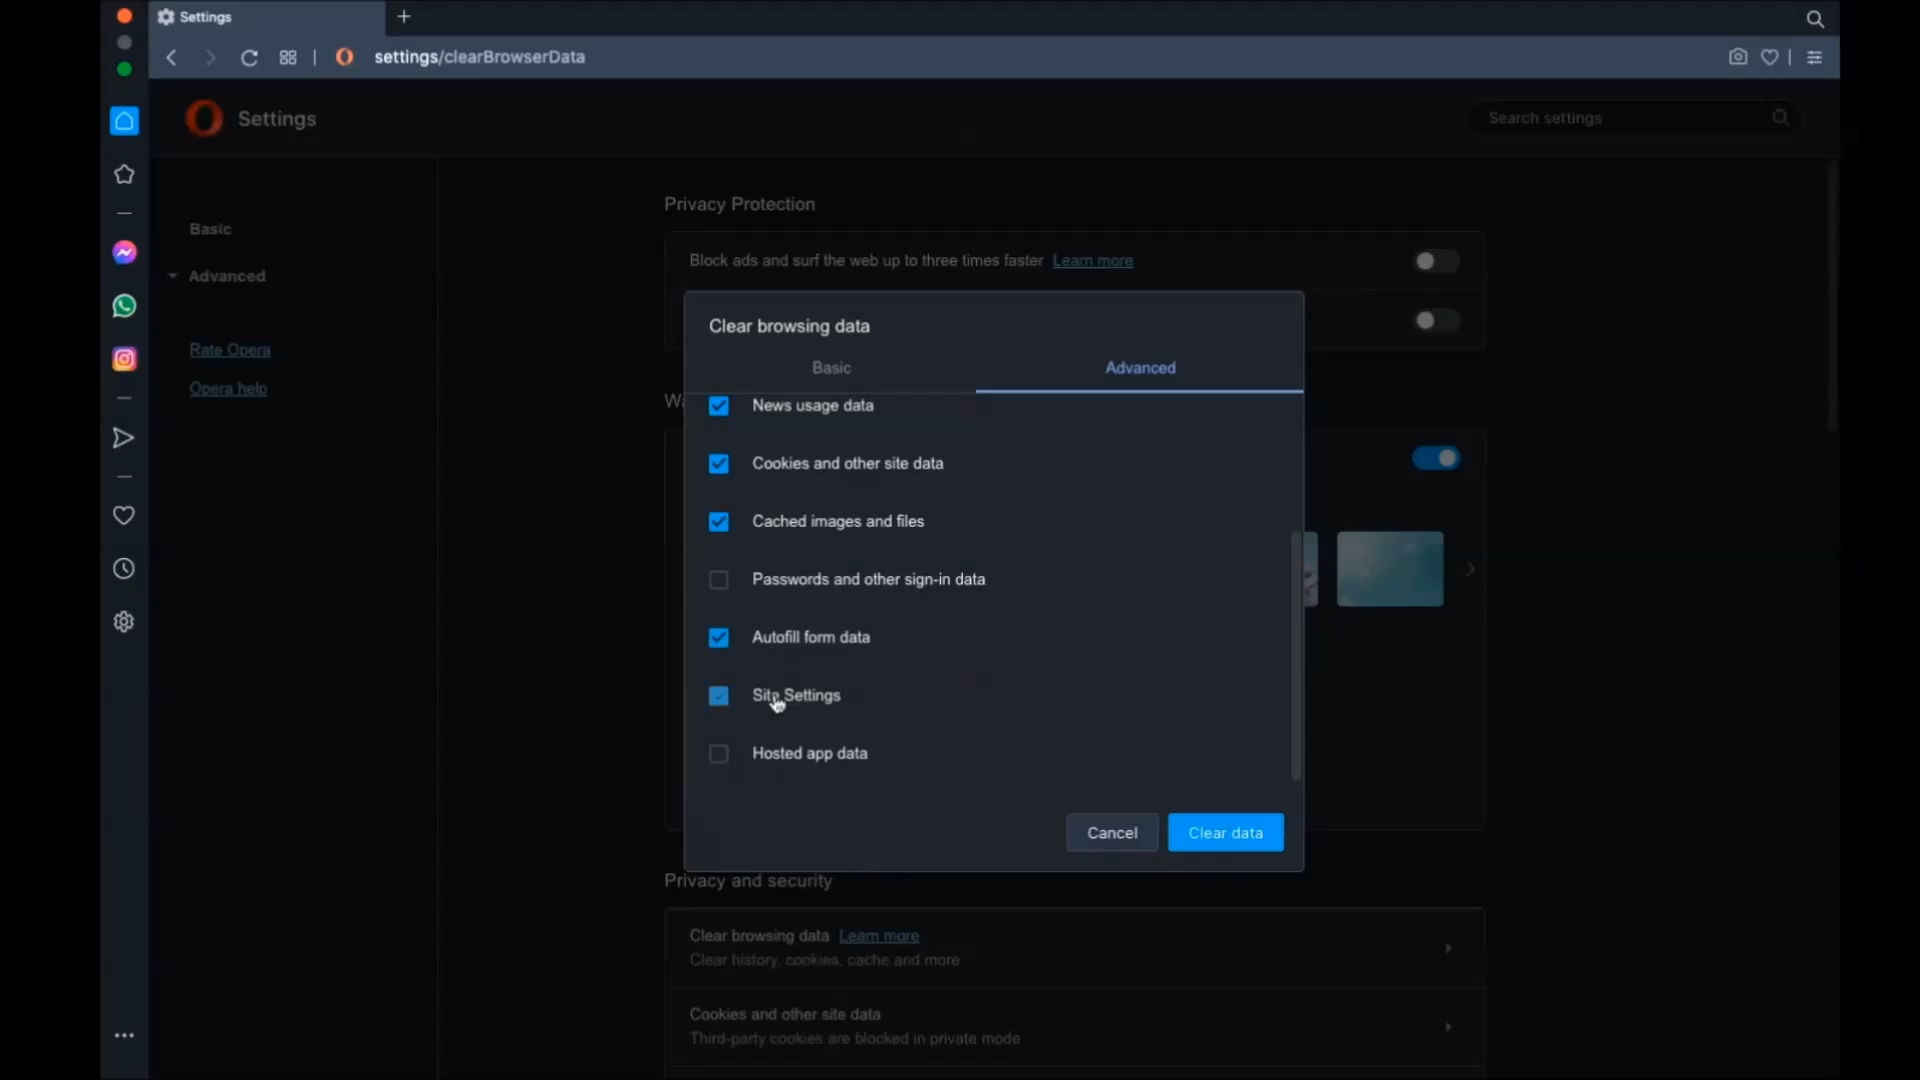 Settings
settings/clearBrowserData
Settings
Search settings
Basic
Advanced
Rate Opera
Opera help
Privacy Protection
Block ads and surf the web up to three times faster Learn more
Clear browsing data
Basic
Advanced
News usage data
Cookies and other site data
Cached images and files
Passwords and other sign-in data
Autofill form data
Site Settings
Hosted app data
Cancel
Clear data
Privacy and security
Clear browsing data Learn more
Clear history, cookies, cache and more
Cookies and other site data
Third-party cookies are blocked in private mode